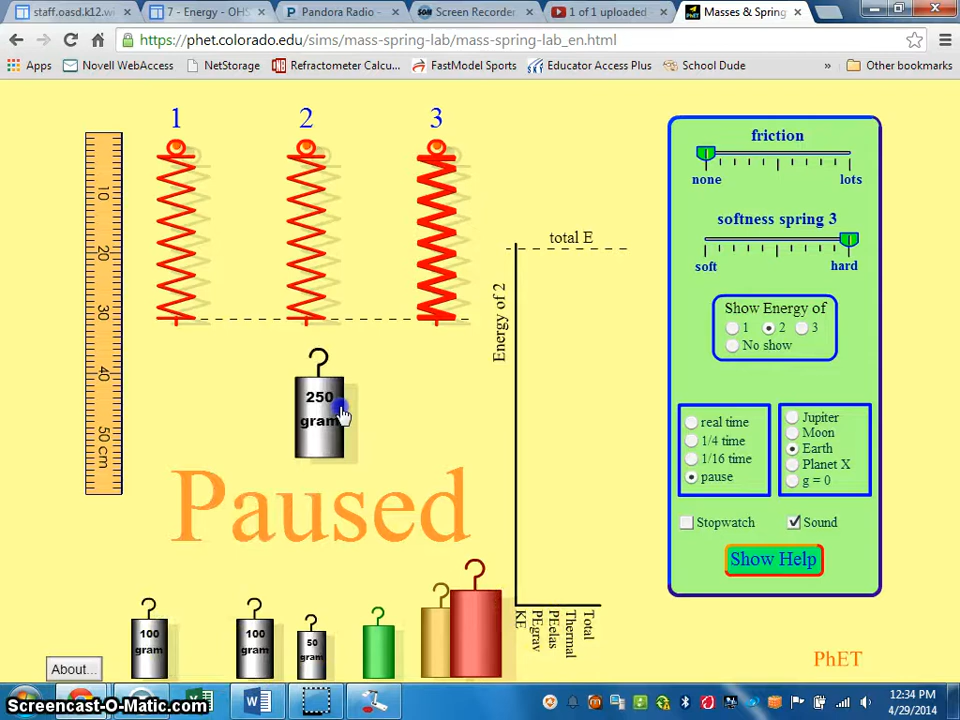 staff.oasd.k12.wi
7 - Energy - OHS
Pandora Radio -
Screen Recorder
1 of 1 uploaded -
Masses & Spring
https://phet.colorado.edu/sims/mass-spring-lab/mass-spring-lab_en.html
Apps
Novell WebAccess
NetStorage
Refractometer Calcu...
FastModel Sports
Educator Access Plus
School Dude
»
Other bookmarks
1 2 3
10
20
30
40
50 cm
friction
none lots
softness spring 3
soft hard
total E
Energy of 2
Show Energy of
1 2 3
No show
250
gram
real time
1/4 time
1/16 time
pause
Jupiter
Moon
Earth
Planet X
g = 0
Paused
Stopwatch
Sound
Show Help
100
gram
100
gram
50
gram
KE
PEgrav
PEelas
Thermal
Total
PhET
About...
Screencast-O-Matic.com
12:34 PM
4/29/2014